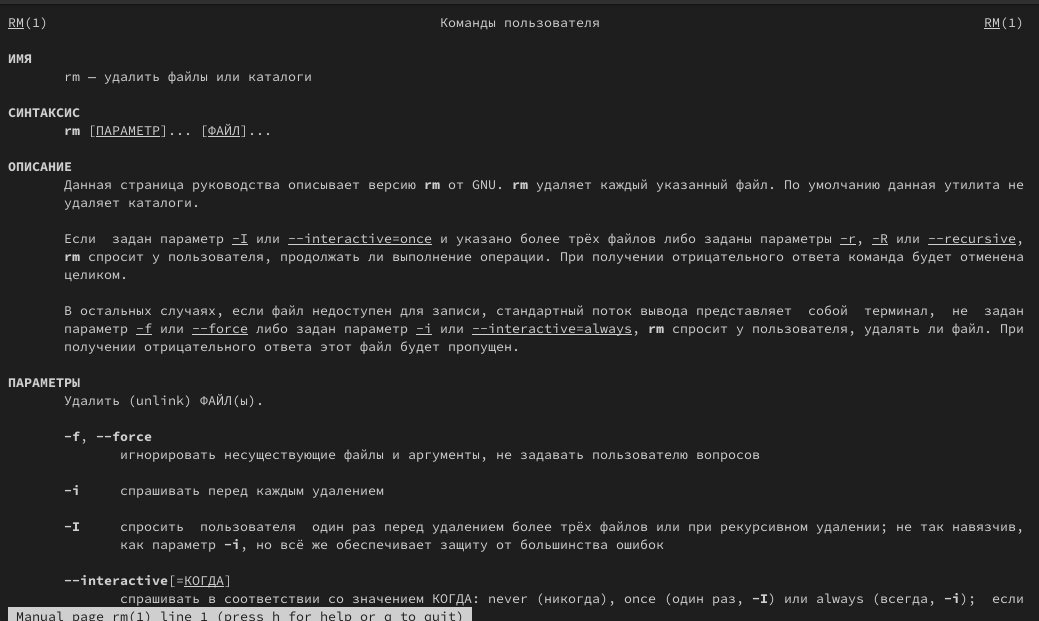 RM(1) Команды пользователя RM(1)
ИМЯ
rm — удалить файлы или каталоги
СИНТАКСИС
rm [ПАРАМЕТР]... [ФАЙЛ]...
ОПИСАНИЕ
Данная страница руководства описывает версию rm от GNU. rm удаляет каждый указанный файл. По умолчанию данная утилита не
удаляет каталоги.
Если задан параметр -I или --interactive=once и указано более трёх файлов либо заданы параметры -r, -R или --recursive,
rm спросит у пользователя, продолжать ли выполнение операции. При получении отрицательного ответа команда будет отменена
целиком.
В остальных случаях, если файл недоступен для записи, стандартный поток вывода представляет собой терминал, не задан
параметр -f или --force либо задан параметр -i или --interactive=always, rm спросит у пользователя, удалять ли файл. При
получении отрицательного ответа этот файл будет пропущен.
ПАРАМЕТРЫ
Удалить (unlink) ФАЙЛ(ы).
-f, --force
игнорировать несуществующие файлы и аргументы, не задавать пользователю вопросов
-i спрашивать перед каждым удалением
-I спросить пользователя один раз перед удалением более трёх файлов или при рекурсивном удалении; не так навязчив,
как параметр -i, но всё же обеспечивает защиту от большинства ошибок
--interactive[=КОГДА]
спрашивать в соответствии со значением КОГДА: never (никогда), once (один раз, -I) или always (всегда, -i); если
Manual page rm(1) line 1 (press h for help or q to quit)